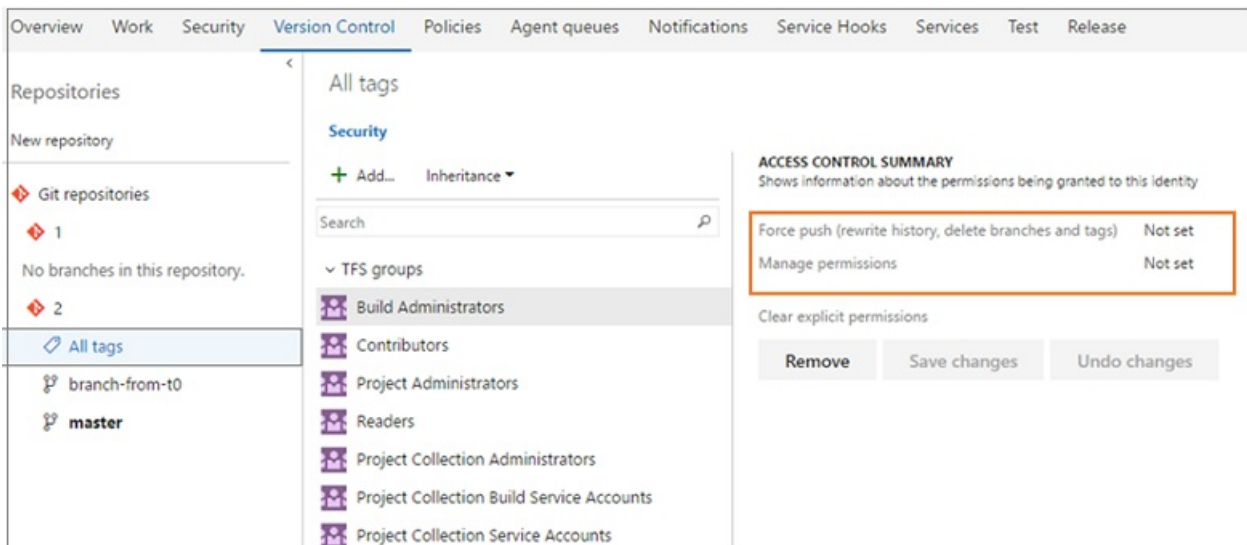 Overview Work Security Version Control Policies Agent queues Notifications Service Hooks Services Test Release
Repositories
New repository
Git repositories
1
No branches in this repository.
2
All tags
branch-from-t0
master
All tags
Security
Add... Inheritance
Search
TFS groups
Build Administrators
Contributors
Project Administrators
Readers
Project Collection Administrators
Project Collection Build Service Accounts
Project Collection Service Accounts
ACCESS CONTROL SUMMARY
Shows information about the permissions being granted to this identity
Force push (rewrite history, delete branches and tags) Not set
Manage permissions Not set
Clear explicit permissions
Remove Save changes Undo changes